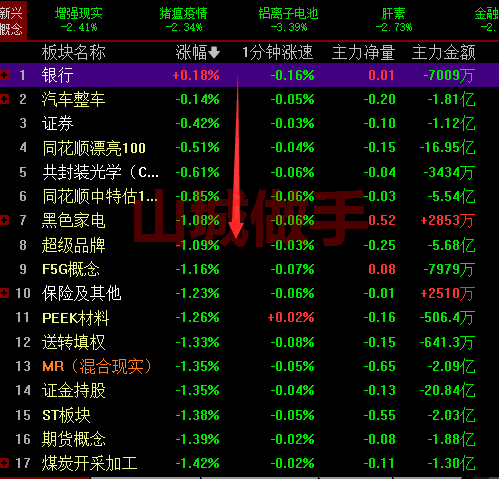 新兴 增强现实 猪瘟疫情 铝离子电池 肝素 金融
概念 -2.41% -2.34% -3.39% -2.73% -2.
板块名称 涨幅 1分钟涨速 主力净量 主力金额
1 银行 +0.18% -0.16% 0.01 -7009万
2 汽车整车 -0.14% -0.05% -0.20 -1.81亿
3 证券 -0.42% -0.03% -0.10 -1.12亿
4 同花顺漂亮100 -0.51% -0.04% -0.15 -16.95亿
5 共封装光学（C... -0.61% -0.06% -0.04 -3434万
6 同花顺中特估1... -0.85% -0.06% -0.03 -5.54亿
7 黑色家电 -1.08% -0.06% 0.52 +2853万
8 超级品牌 -1.09% -0.03% -0.25 -5.68亿
9 F5G概念 -1.16% -0.07% 0.08 -7979万
10 保险及其他 -1.23% -0.06% -0.01 +2510万
11 PEEK材料 -1.26% +0.02% -0.16 -506.4万
12 送转填权 -1.33% -0.08% -0.15 -641.3万
13 MR（混合现实） -1.35% -0.05% -0.65 -2.09亿
14 证金持股 -1.35% -0.04% -0.13 -20.84亿
15 ST板块 -1.38% -0.05% -0.55 -2.03亿
16 期货概念 -1.39% -0.02% -0.08 -1.88亿
17 煤炭开采加工 -1.42% -0.02% -0.11 -1.30亿
山城做手